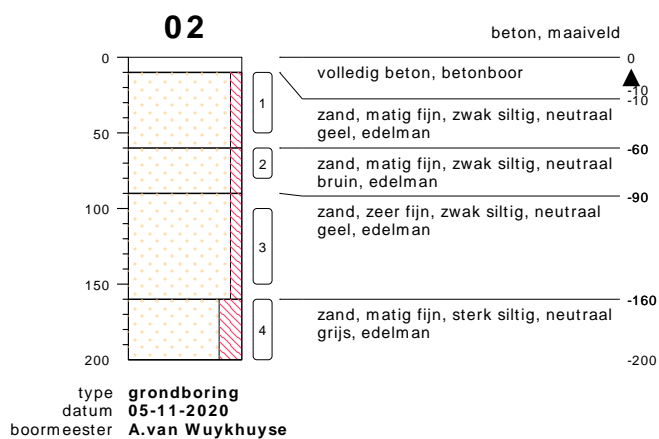 02
beton, maaiveld
0
0
volledig beton, betonboor
-10
-10
1
zand, matig fijn, zwak siltig, neutraal
geel, edelman
50
-60
2
zand, matig fijn, zwak siltig, neutraal
bruin, edelman
-90
100
zand, zeer fijn, zwak siltig, neutraal
geel, edelman
3
150
-160
4
zand, matig fijn, sterk siltig, neutraal
grijs, edelman
200
-200
type grondboring
datum 05-11-2020
boormeester A.van Wuykhuyse